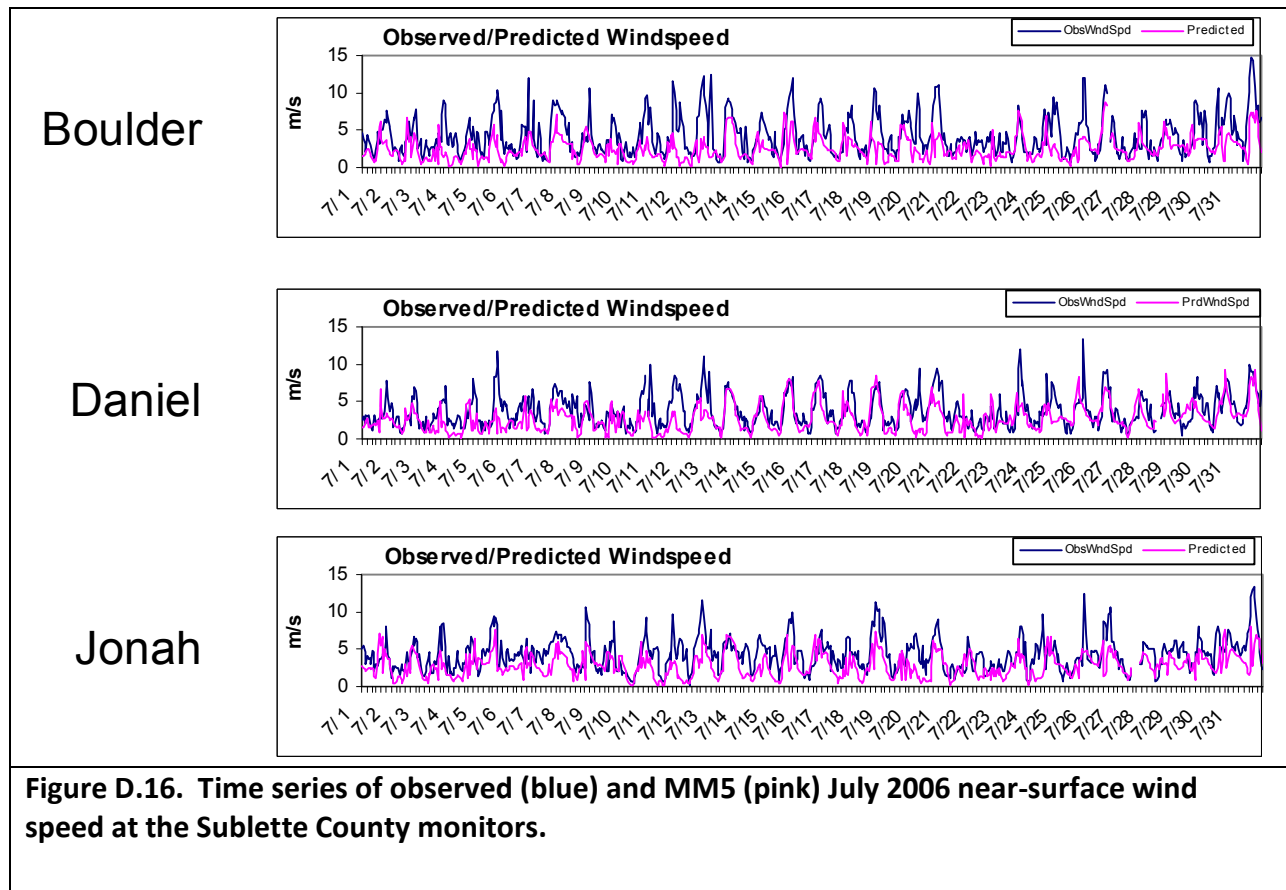 Boulder
Observed/Predicted Windspeed
ObsWndSpd Predicted
m/s
15
10
5
0
7/ 1 7/ 2 7/ 3 7/ 4 7/ 5 7/ 6 7/ 7 7/ 8 7/ 9 7/10 7/11 7/12 7/13 7/14 7/15 7/16 7/17 7/18 7/19 7/20 7/21 7/22 7/23 7/24 7/25 7/26 7/27 7/28 7/29 7/30 7/31
Daniel
Observed/Predicted Windspeed
ObsWndSpd PrdWndSpd
m/s
15
10
5
0
7/ 1 7/ 2 7/ 3 7/ 4 7/ 5 7/ 6 7/ 7 7/ 8 7/ 9 7/10 7/11 7/12 7/13 7/14 7/15 7/16 7/17 7/18 7/19 7/20 7/21 7/22 7/23 7/24 7/25 7/26 7/27 7/28 7/29 7/30 7/31
Jonah
Observed/Predicted Windspeed
ObsWndSpd Predicted
m/s
15
10
5
0
7/ 1 7/ 2 7/ 3 7/ 4 7/ 5 7/ 6 7/ 7 7/ 8 7/ 9 7/10 7/11 7/12 7/13 7/14 7/15 7/16 7/17 7/18 7/19 7/20 7/21 7/22 7/23 7/24 7/25 7/26 7/27 7/28 7/29 7/30 7/31
Figure D.16. Time series of observed (blue) and MM5 (pink) July 2006 near-surface wind
speed at the Sublette County monitors.